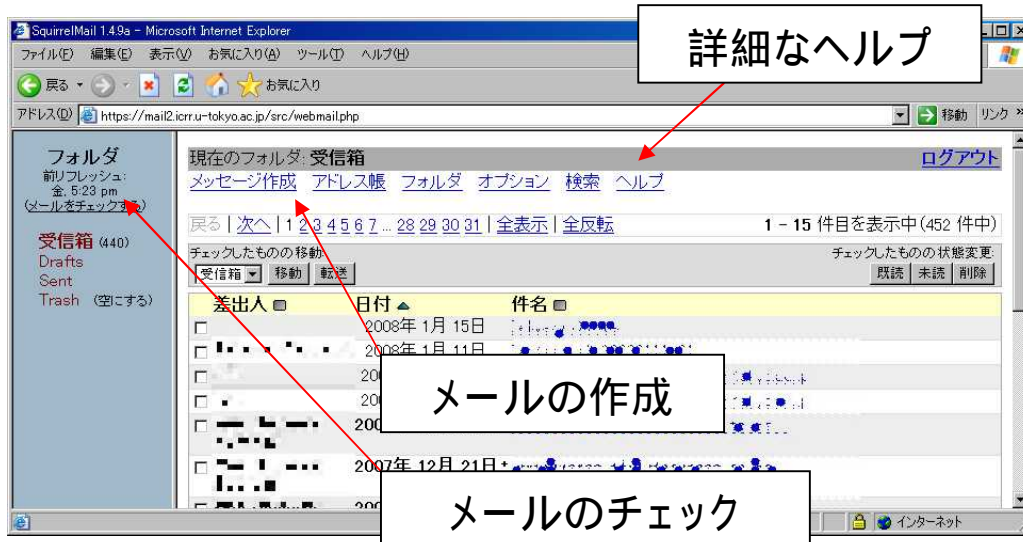 SquirrelMail 1.4.9a - Microsoft Internet Explorer
詳細なヘルプ
ファイル(F) 編集(E) 表示(V) お気に入り(A) ツール(T) ヘルプ(H)
戻る お気に入り
アドレス(D) https://mail2.icrr.u-tokyo.ac.jp/src/webmail.php 移動 リンク »
フォルダ
前リフレッシュ:
金, 5:23 pm
(メールをチェックする)
受信箱 (440)
Drafts
Sent
Trash (空にする)
現在のフォルダ: 受信箱 ログアウト
メッセージ作成 アドレス帳 フォルダ オプション 検索 ヘルプ
戻る | 次へ | 1 2 3 4 5 6 7 ... 28 29 30 31 | 全表示 | 全反転 1 - 15 件目を表示中 (452 件中)
チェックしたものの移動: チェックしたものの状態変更:
受信箱 移動 転送 既読 未読 削除
差出人 日付 件名
2008年 1月 15日
2008年 1月 11日
メールの作成
2007年 12月 21日
メールのチェック
インターネット